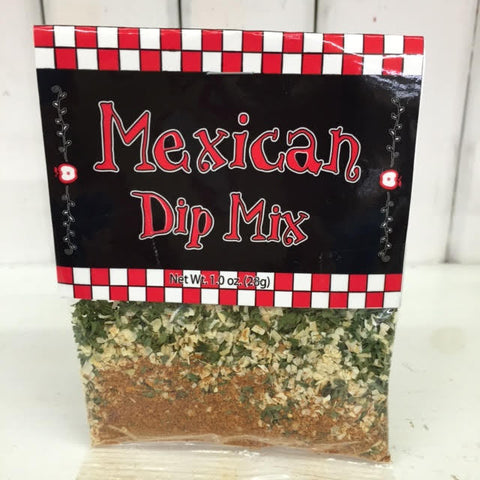 Mexican
Dip Mix
Net Wt. 1.0 oz. (28g)